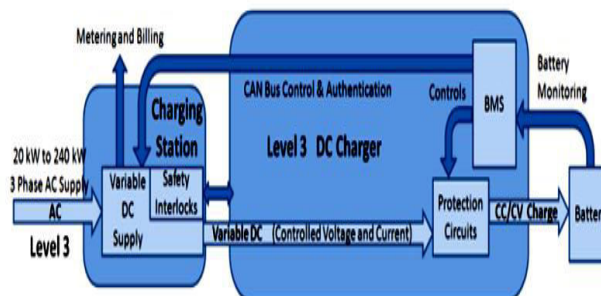 Metering and Billing
Charging
Station
20 kW to 240 kW
3 Phase AC Supply
AC
Level 3
Variable
DC
Supply
Safety
Interlocks
CAN Bus Control & Authentication
Level 3 DC Charger
Controls
BMS
Battery
Monitoring
Variable DC (Controlled Voltage and Current)
Protection
Circuits
CC/CV Charge
Batter